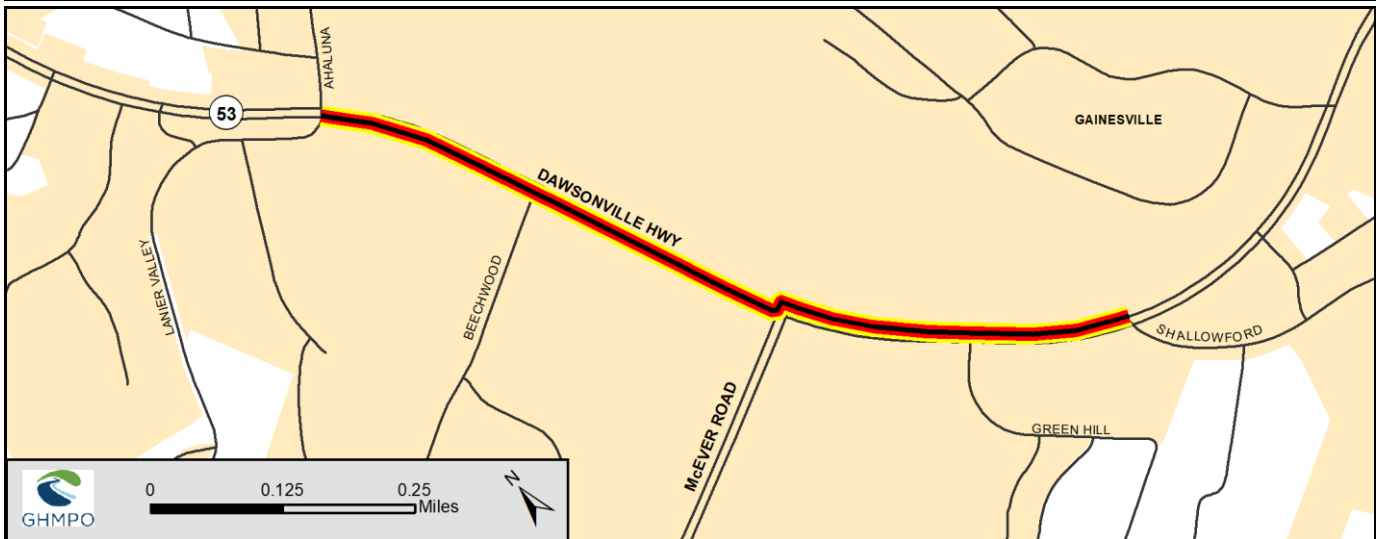 AHALUNA
53
GAINESVILLE
DAWSONVILLE HWY
LANIER VALLEY
BEECHWOOD
SHALLOWFORD
McEVER ROAD
GREEN HILL
GHMPO
0 0.125 0.25
Miles
N